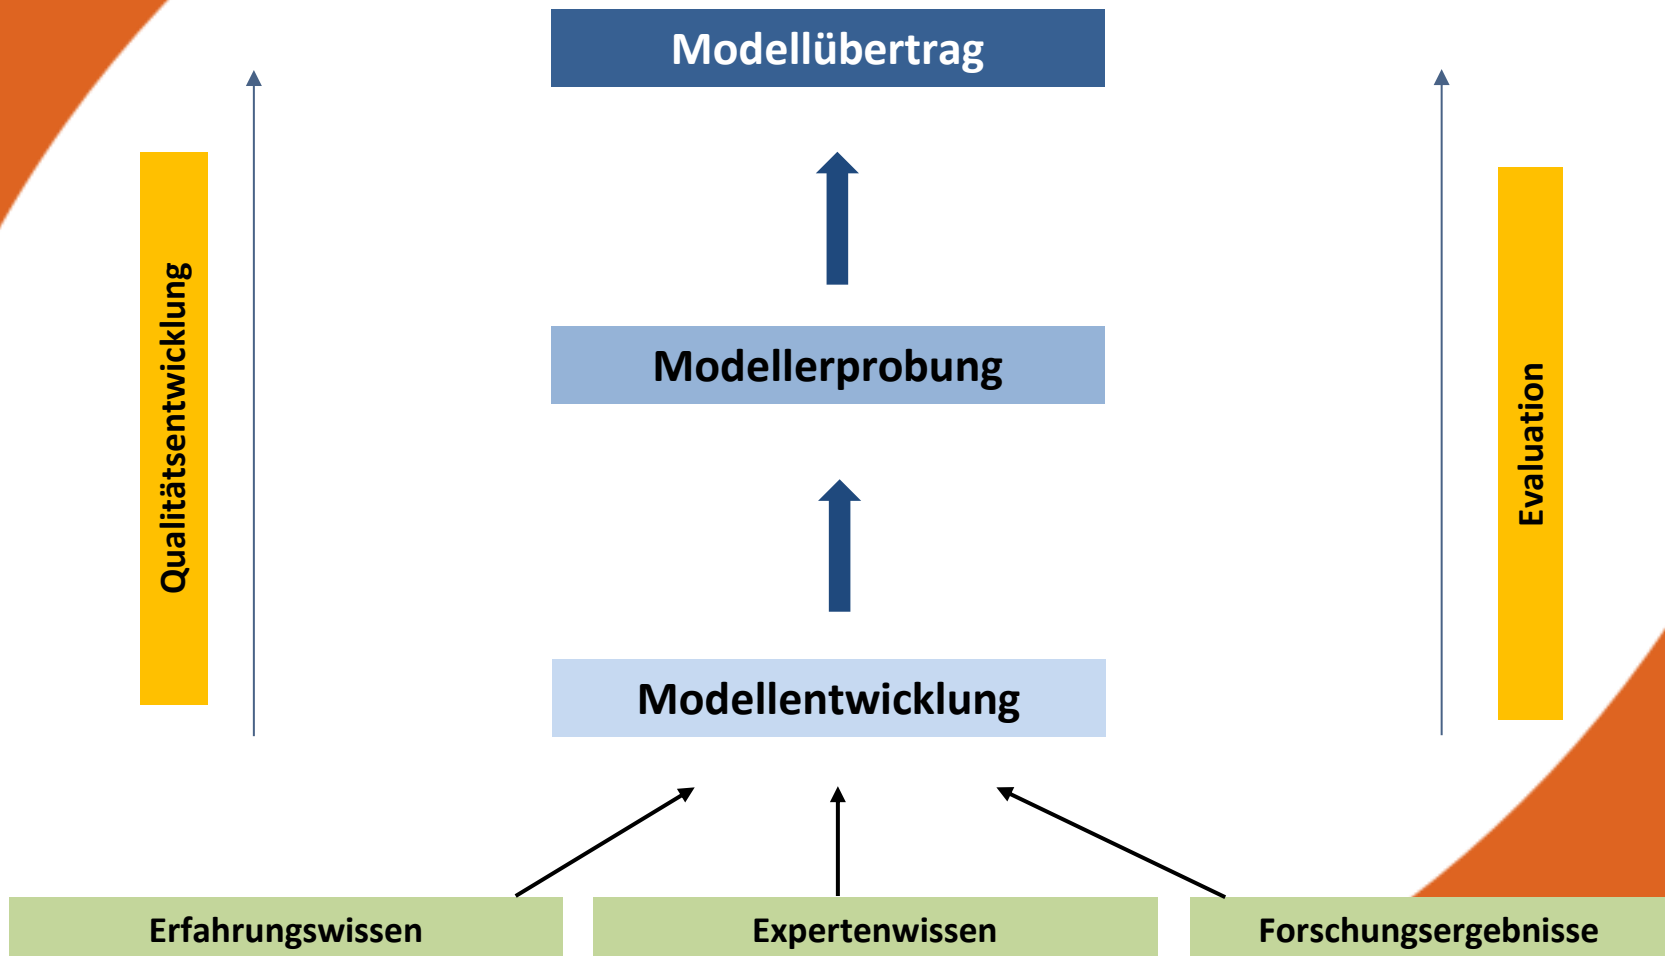 Modellübertrag
Qualitätsentwicklung
Modellerprobung
Evaluation
Modellentwicklung
Erfahrungswissen
Expertenwissen
Forschungsergebnisse